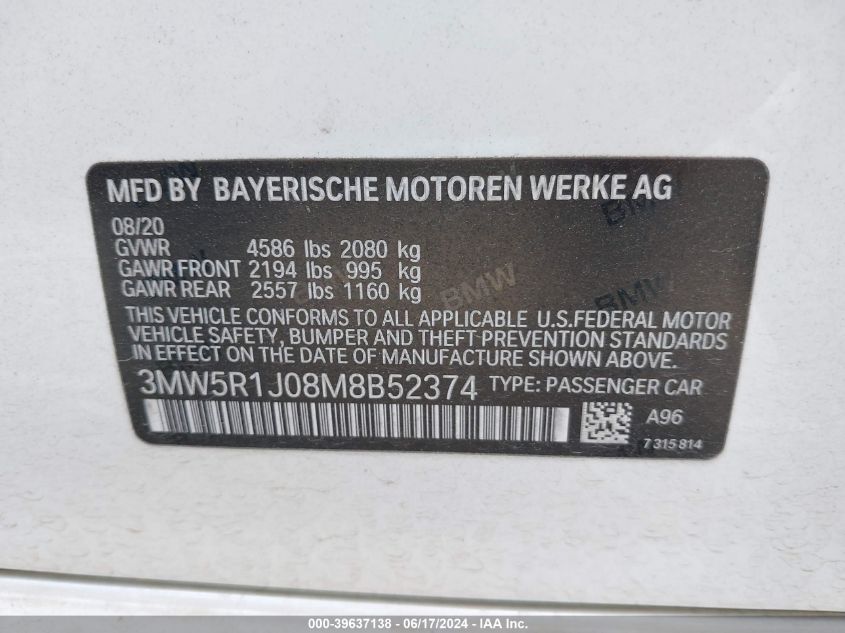 MFD BY BAYERISCHE MOTOREN WERKE AG
08/20
GVWR 4586 lbs 2080 kg
GAWR FRONT 2194 lbs 995 kg
GAWR REAR 2557 lbs 1160 kg
THIS VEHICLE CONFORMS TO ALL APPLICABLE U.S.FEDERAL MOTOR
VEHICLE SAFETY, BUMPER AND THEFT PREVENTION STANDARDS
IN EFFECT ON THE DATE OF MANUFACTURE SHOWN ABOVE.
3MW5R1J08M8B52374 TYPE: PASSENGER CAR
A96
7 315 814
BMW
BMW
BMW
000-39637138 - 06/17/2024 - IAA Inc.